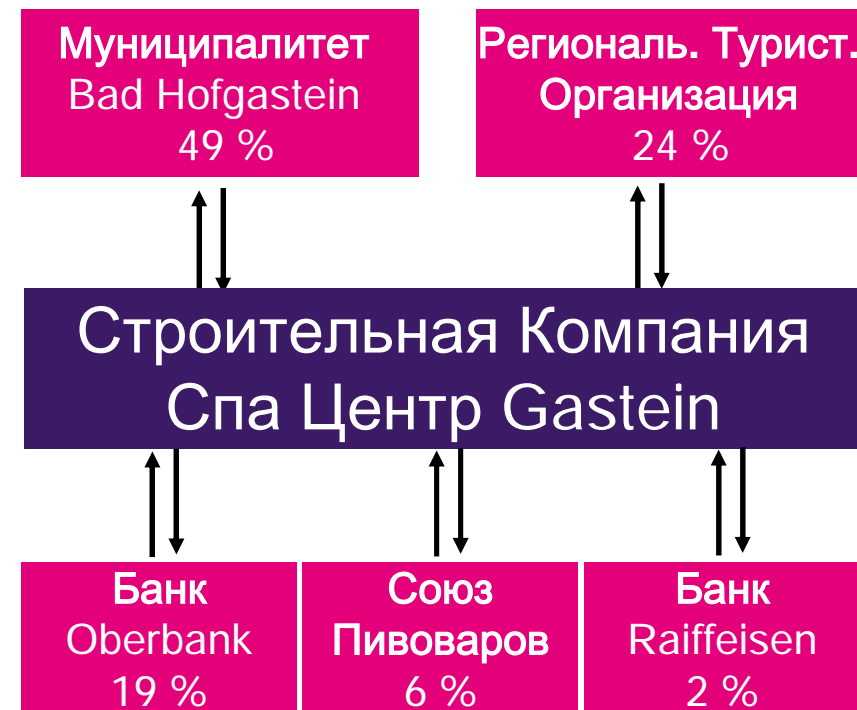 Муниципалитет
Bad Hofgastein
49 %
Региональ. Турист.
Организация
24 %
Строительная Компания
Спа Центр Gastein
Банк
Oberbank
19 %
Союз
Пивоваров
6 %
Банк
Raiffeisen
2 %